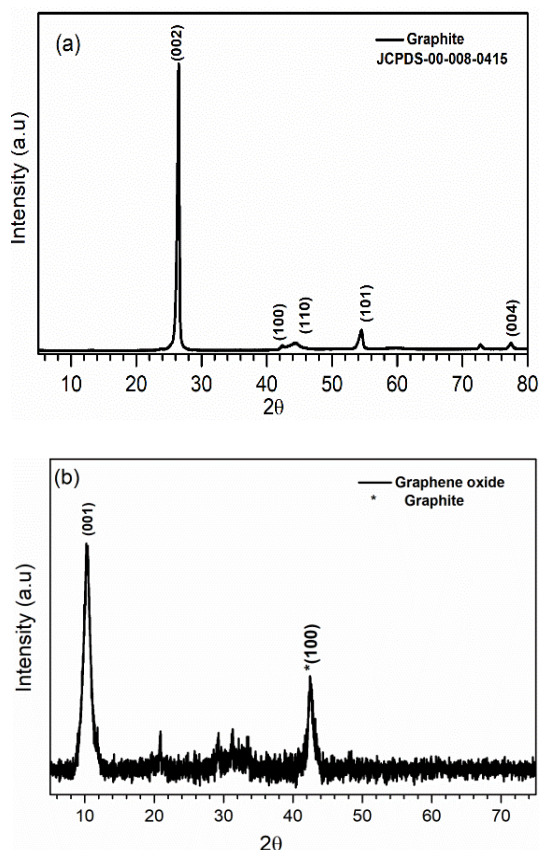 (a)
(002)
Graphite
JCPDS-00-008-0415
Intensity (a.u)
(100)
(110)
(101)
(004)
10 20 30 40 50 60 70 80
2θ
(b)
(001)
Graphene oxide
* Graphite
Intensity (a.u)
*(100)
10 20 30 40 50 60 70
2θ